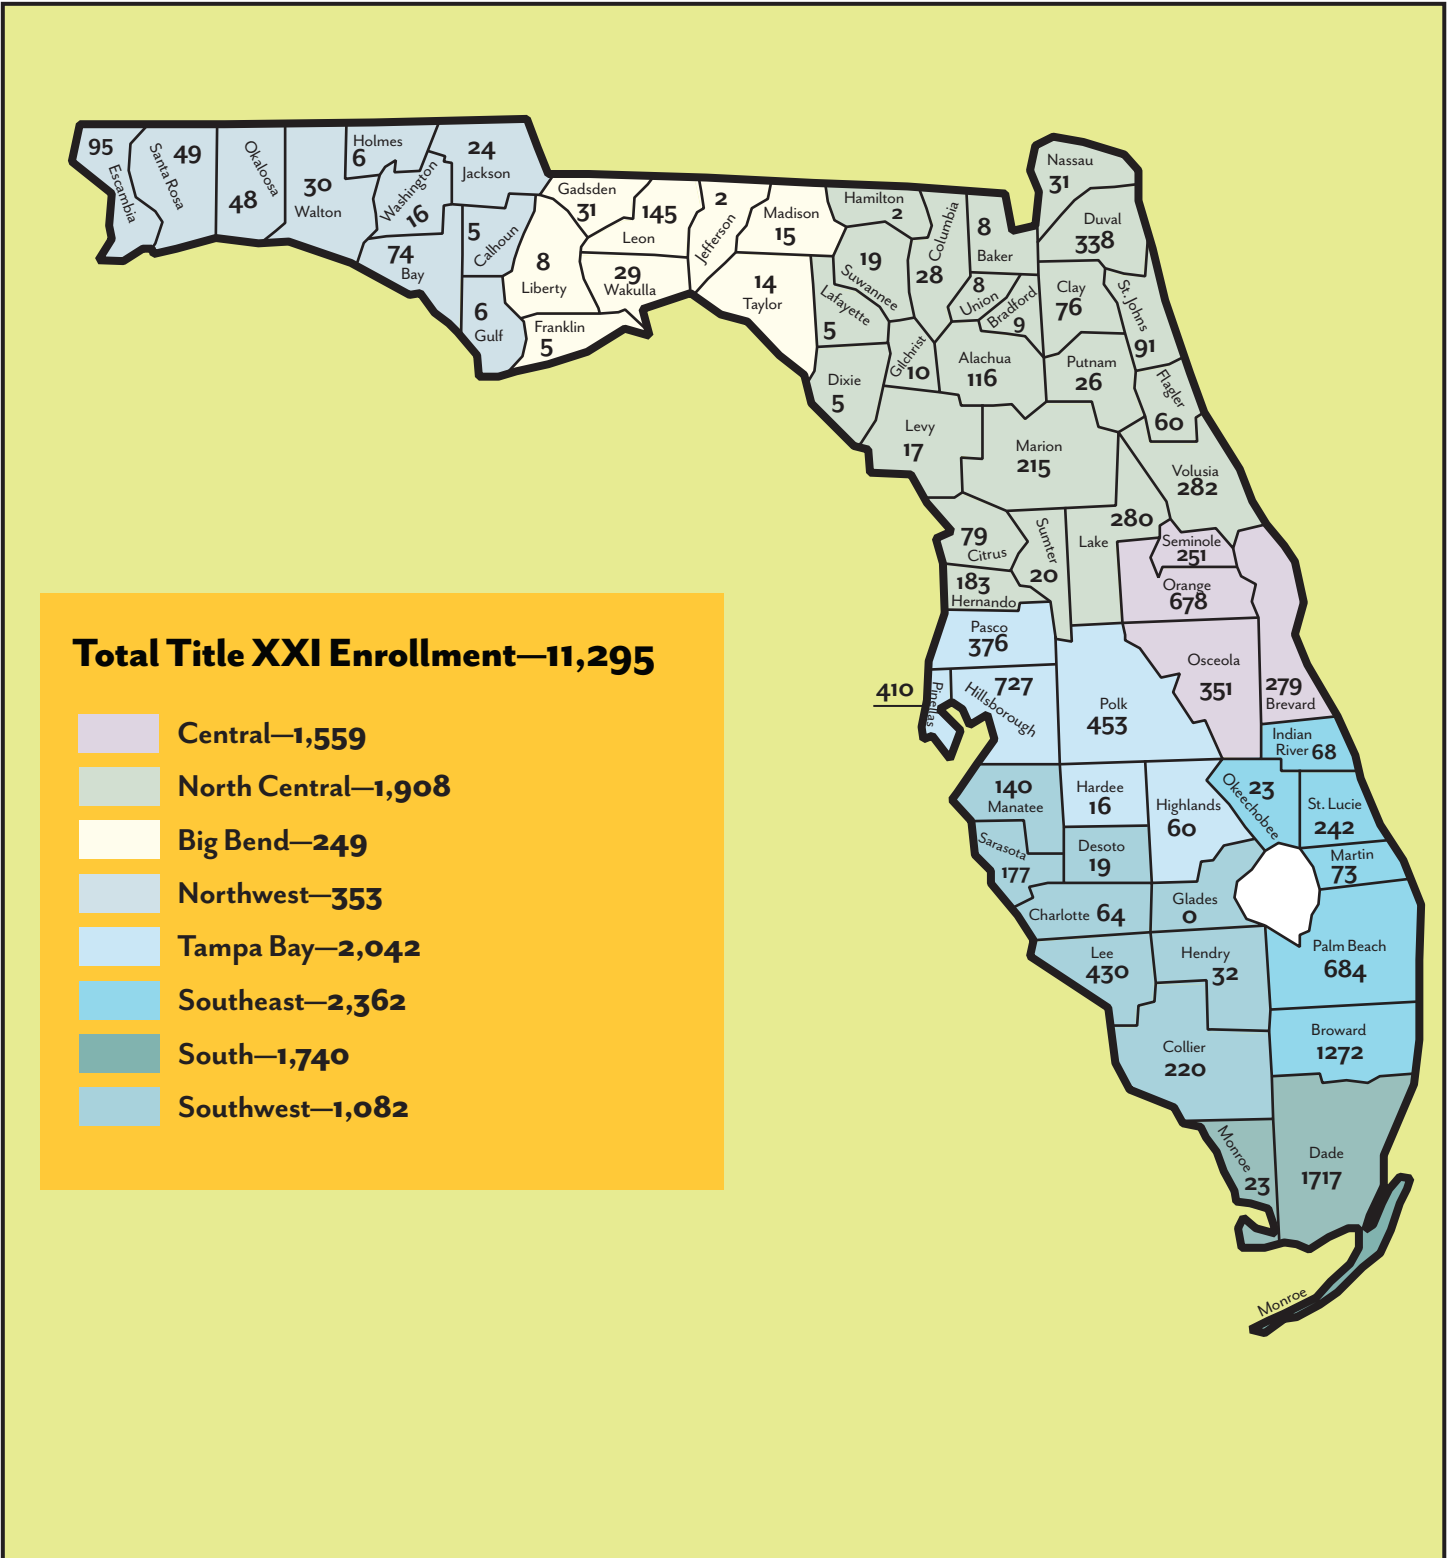 95
Escambia
Santa Rosa
49
Okaloosa
48
30
Walton
Holmes
6
Washington
16
24
Jackson
74
Bay
5
Calhoun
6
Gulf
Gadsden
31
8
Liberty
Franklin
5
145
Leon
29
Wakulla
2
Jefferson
Madison
15
14
Taylor
Hamilton
2
19
Suwannee
Lafayette
5
Columbia
28
8
Baker
8
Union
Bradford
9
Nassau
31
Duval
338
Clay
76
St. Johns
91
Dixie
5
Gilchrist
10
Alachua
116
Putnam
26
Flagler
60
Levy
17
Marion
215
Volusia
282
79
Citrus
Sumter
20
280
Lake
Seminole
251
183
Hernando
Orange
678
Pasco
376
Osceola
351
279
Brevard
410
Pinellas
727
Hillsborough
Polk
453
Indian
River 68
140
Manatee
Hardee
16
Highlands
60
23
Okeechobee
St. Lucie
242
Sarasota
177
Desoto
19
Martin
73
Charlotte 64
Glades
0
Lee
430
Hendry
32
Palm Beach
684
Collier
220
Broward
1272
Monroe
23
Dade
1717
Monroe
Total Title XXI Enrollment—11,295
Central—1,559
North Central—1,908
Big Bend—249
Northwest—353
Tampa Bay—2,042
Southeast—2,362
South—1,740
Southwest—1,082